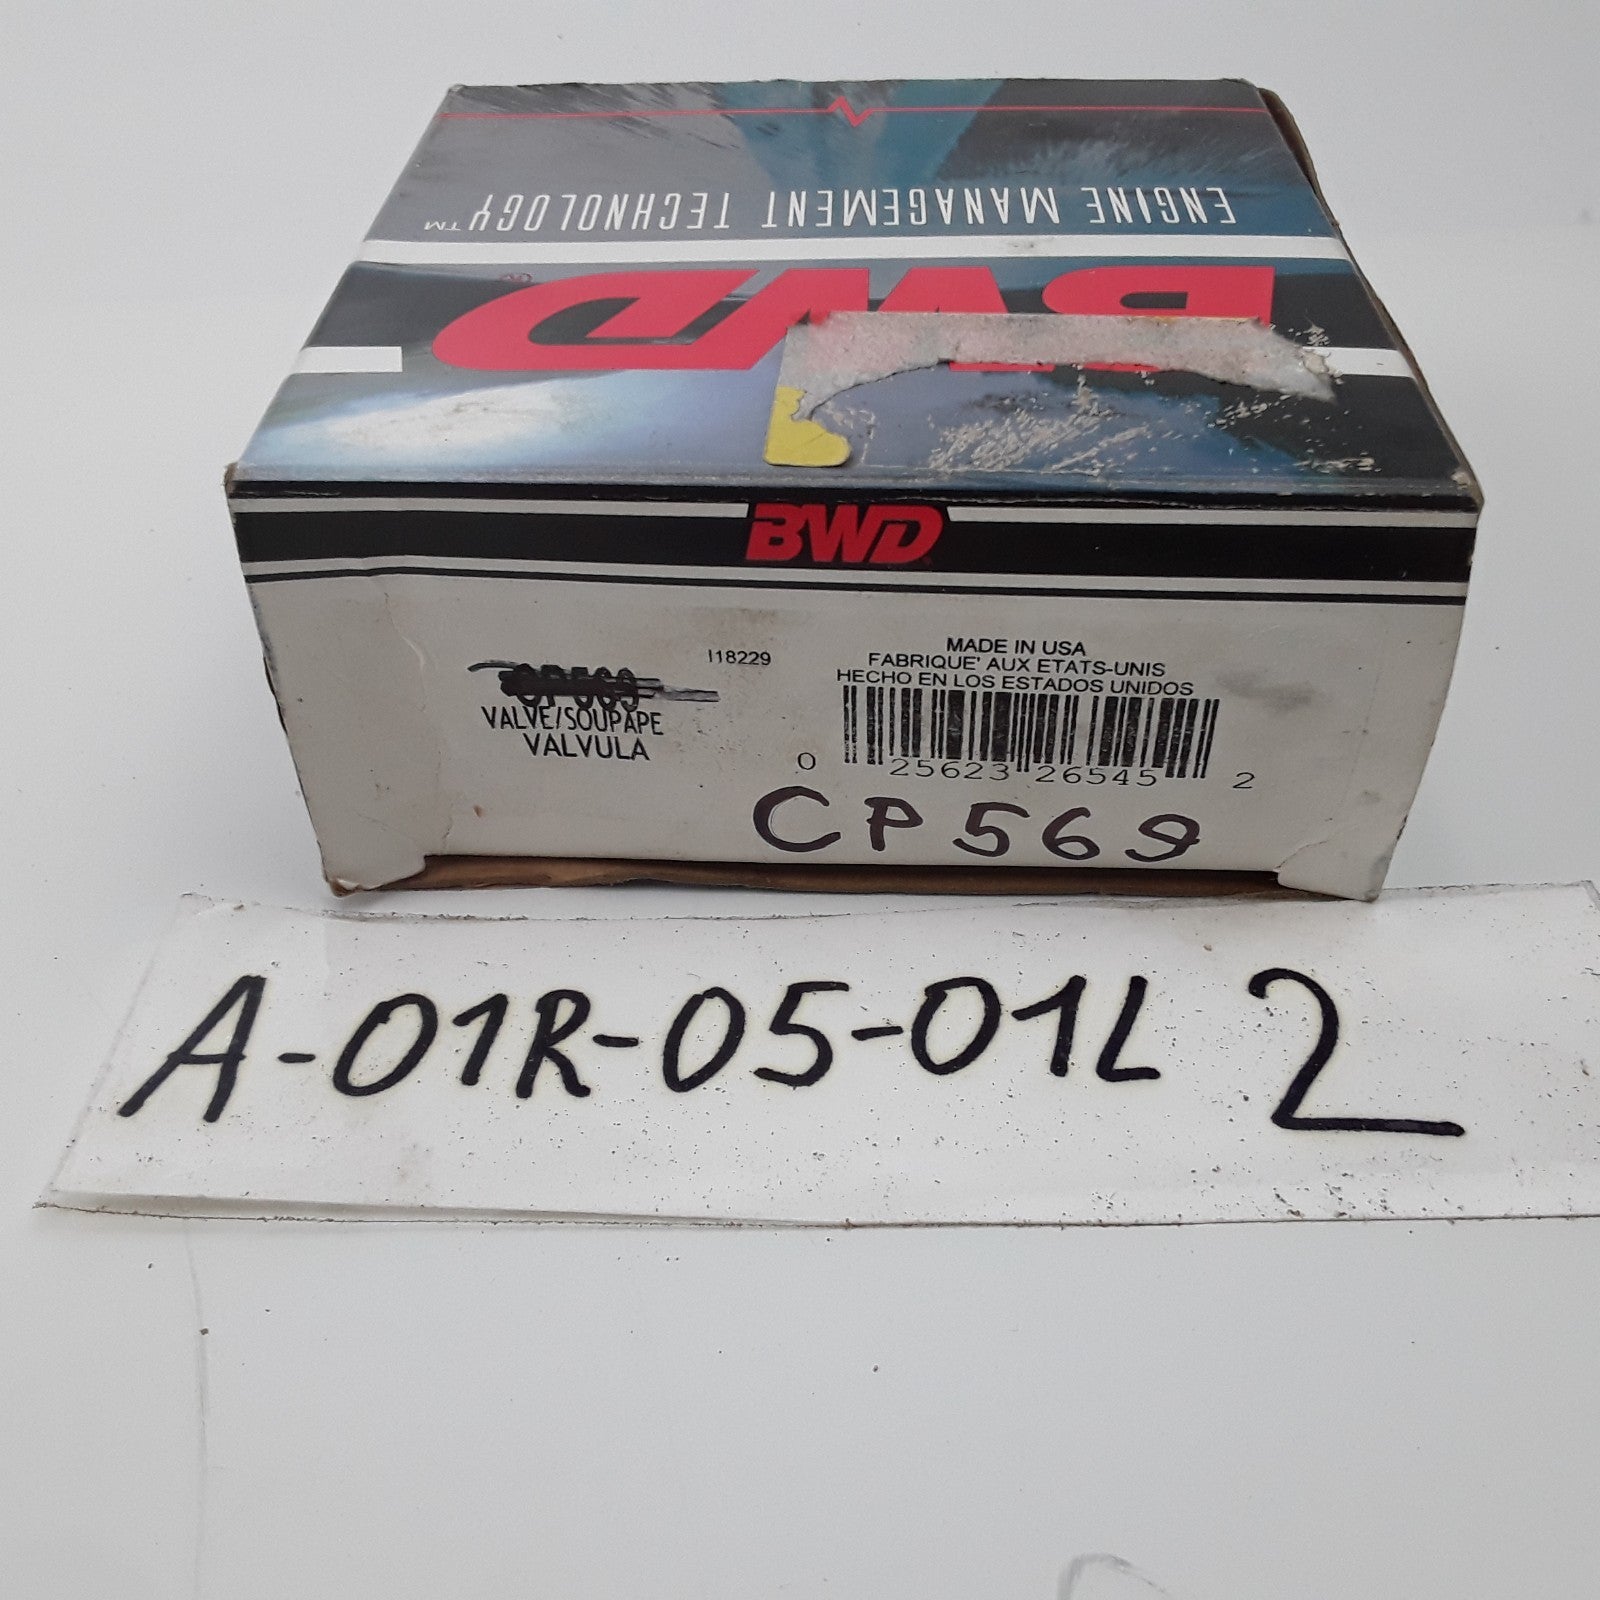 ENGINE MANAGEMENT TECHNOLOGY™
BWD®
BWD
CP569
I18229
VALVE/SOUPAPE
VALVULA
MADE IN USA
FABRIQUE' AUX ETATS-UNIS
HECHO EN LOS ESTADOS UNIDOS
0 25623 26545 2
CP569
A-01R-05-01L 2